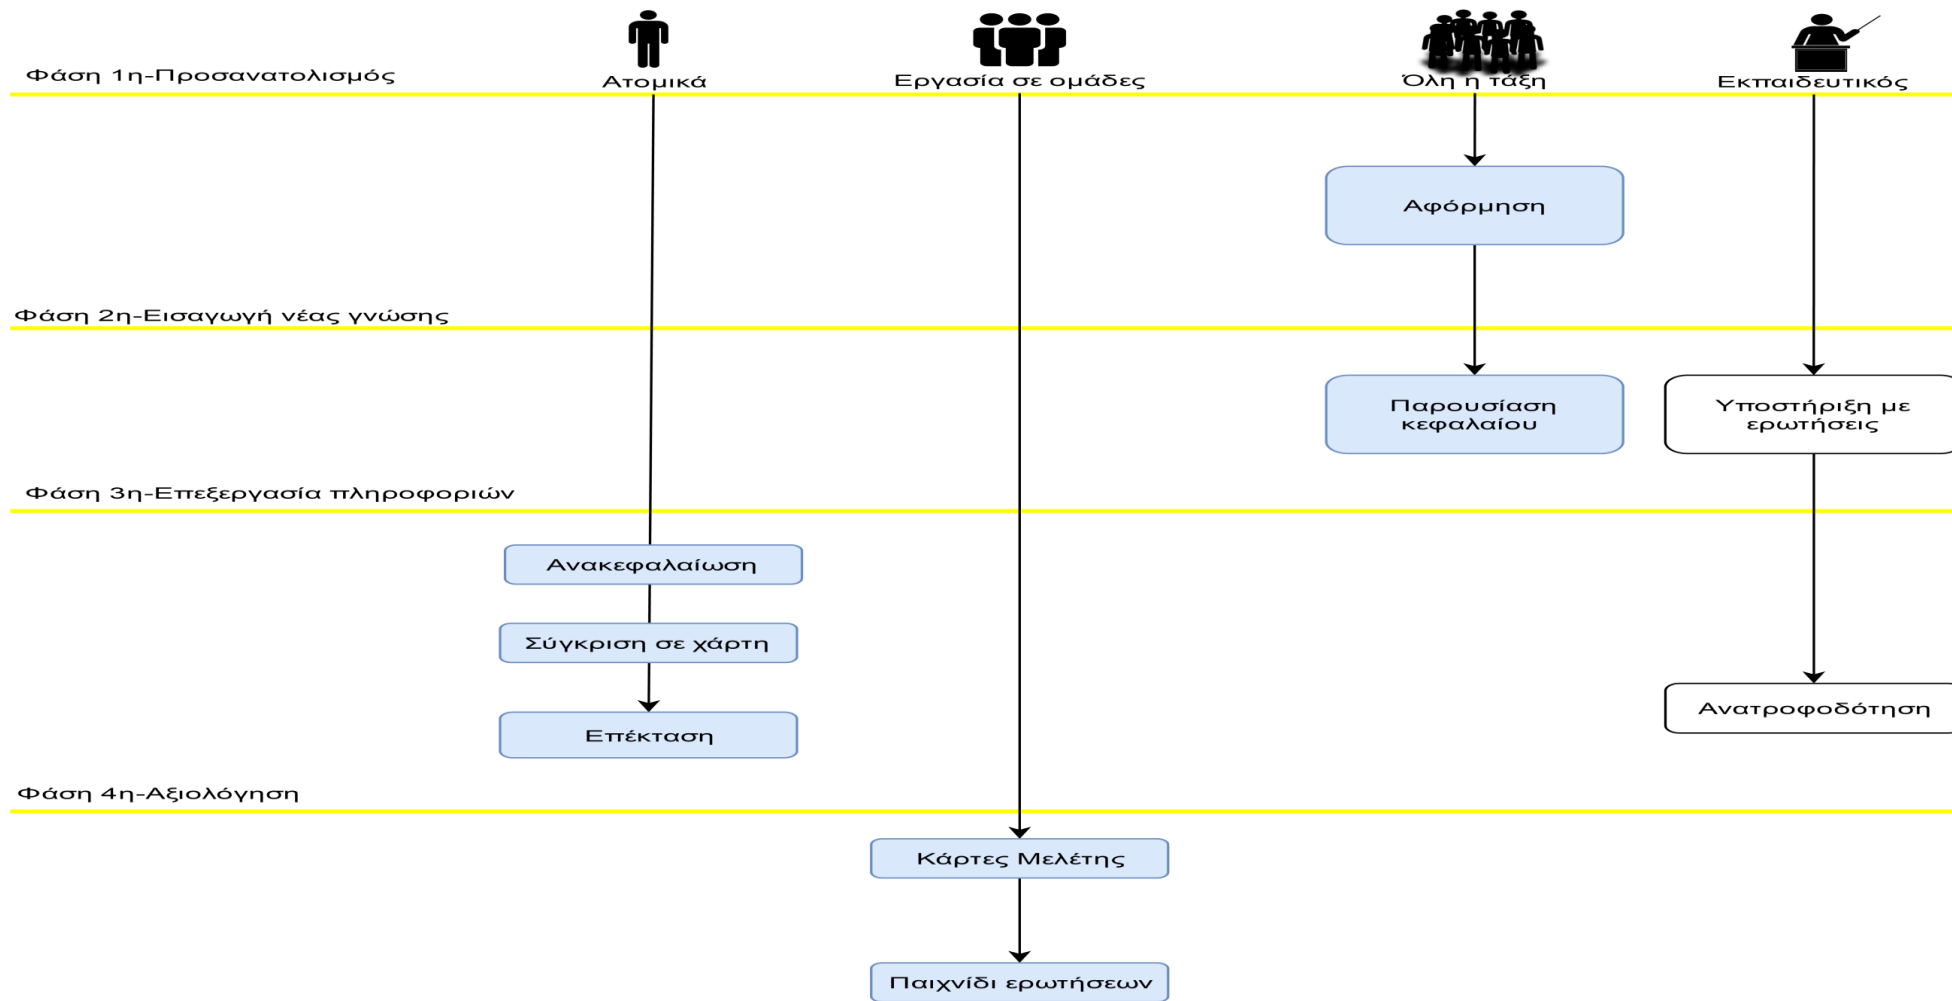 Φάση 1η-Προσανατολισμός
Ατομικά
Εργασία σε ομάδες
Όλη η τάξη
Εκπαιδευτικός
Αφόρμηση
Φάση 2η-Εισαγωγή νέας γνώσης
Παρουσίαση
κεφαλαίου
Υποστήριξη με
ερωτήσεις
Φάση 3η-Επεξεργασία πληροφοριών
Ανακεφαλαίωση
Σύγκριση σε χάρτη
Επέκταση
Ανατροφοδότηση
Φάση 4η-Αξιολόγηση
Κάρτες Μελέτης
Παιχνίδι ερωτήσεων